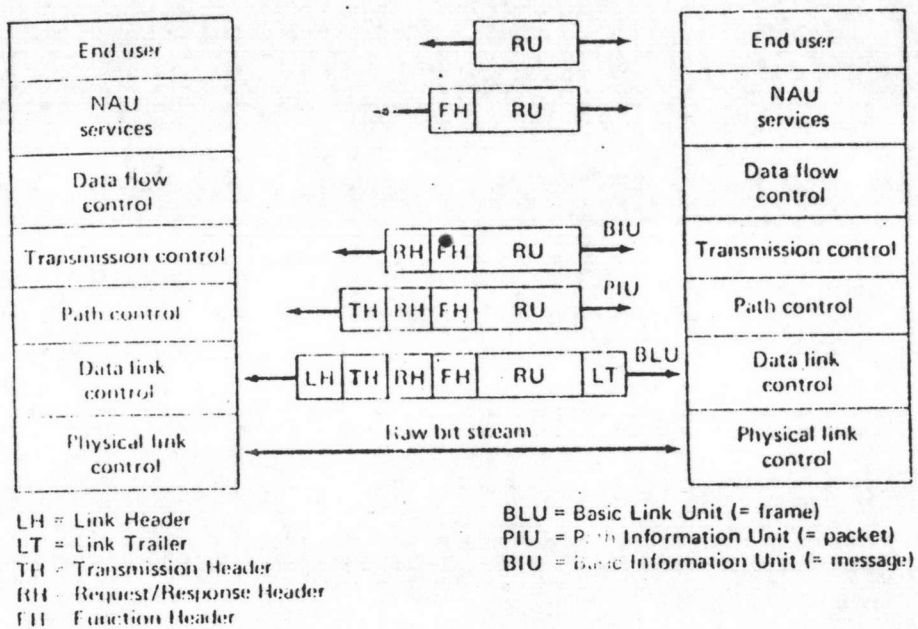 End user
NAU
services
Data flow
control
Transmission control
Path control
Data link
control
Physical link
control
RU
FH RU
RH FH RU BIU
TH RH FH RU PIU
LH TH RH FH RU LT BLU
Raw bit stream
End user
NAU
services
Data flow
control
Transmission control
Path control
Data link
control
Physical link
control
LH = Link Header
LT = Link Trailer
TH = Transmission Header
RH - Request/Response Header
FH - Function Header
BLU = Basic Link Unit (= frame)
PIU = Path Information Unit (= packet)
BIU = Basic Information Unit (= message)